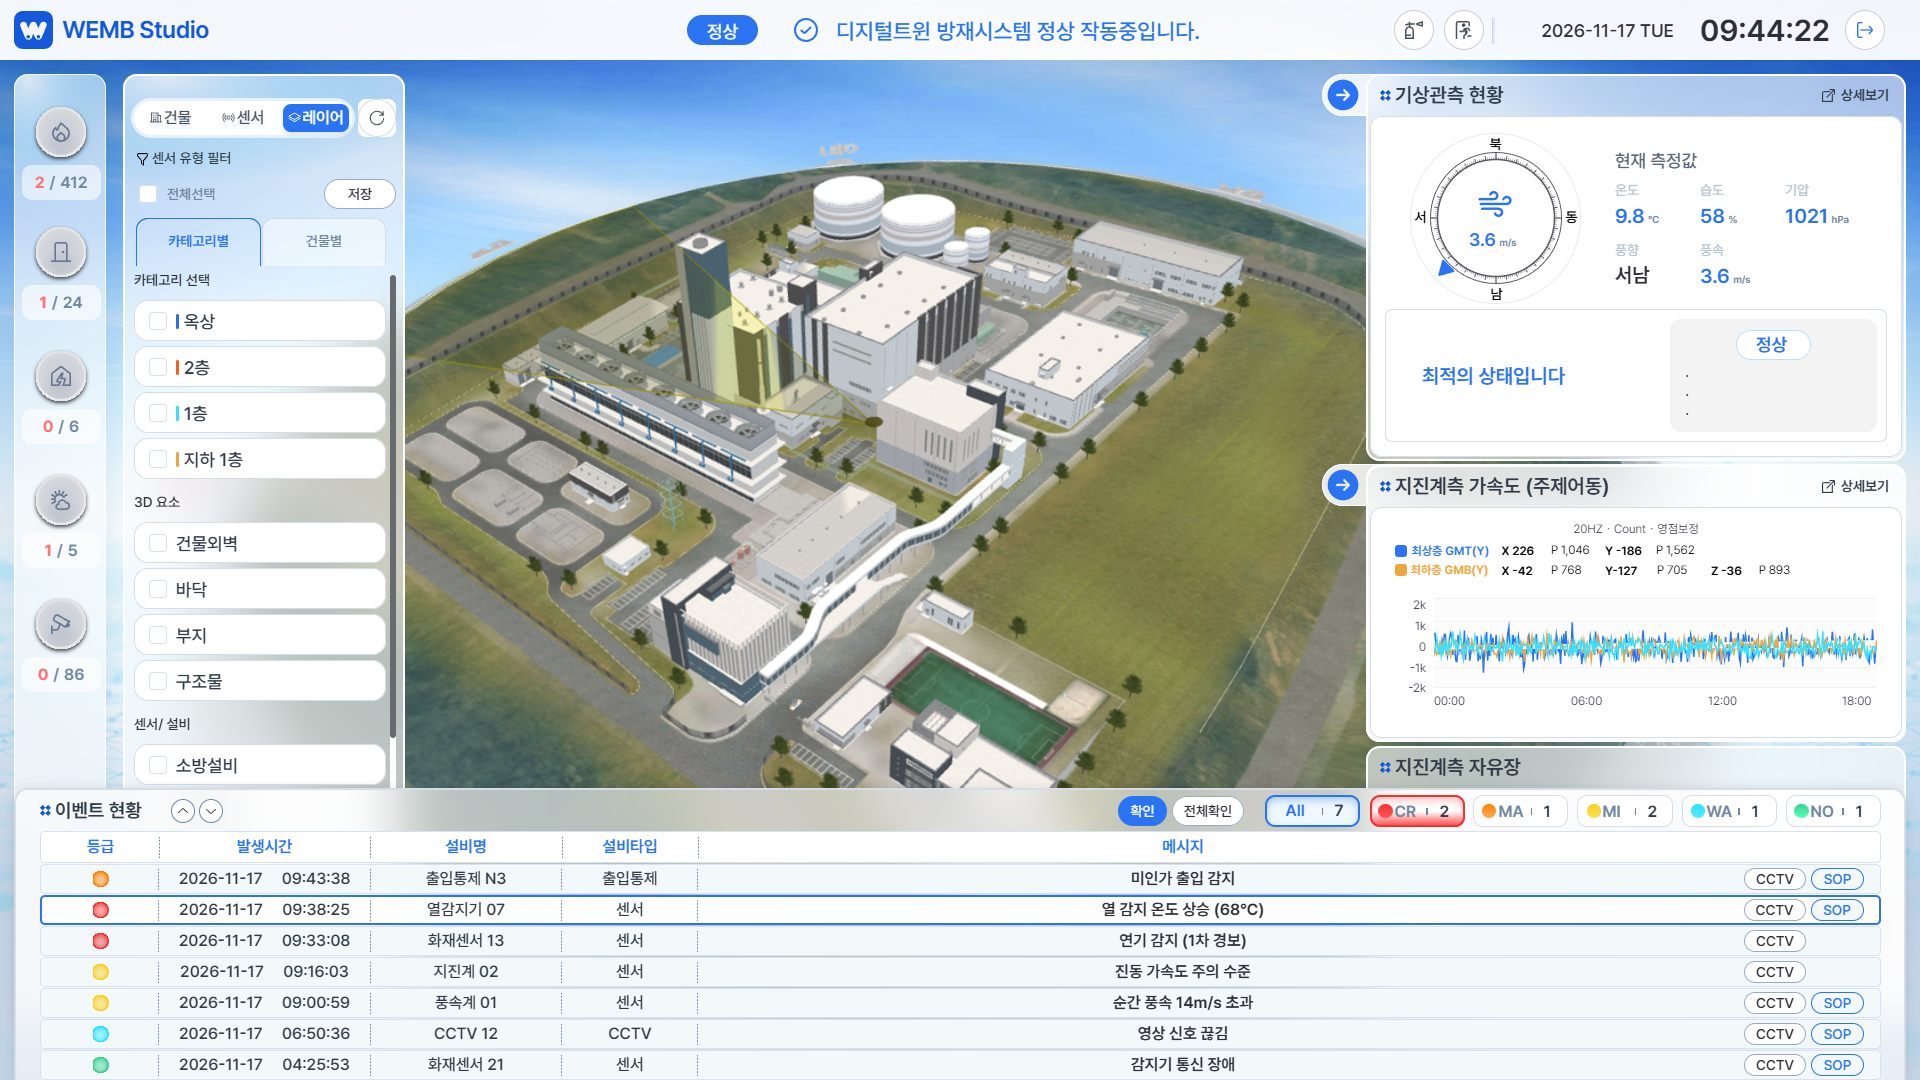 WEMB Studio
정상
디지털트윈 방재시스템 정상 작동중입니다.
2026-11-17 TUE
09:44:22
2 / 412
1 / 24
0 / 6
1 / 5
0 / 86
건물 센서 레이어
센서 유형 필터
전체선택 저장
카테고리별 건물별
카테고리 선택
옥상
2층
1층
지하 1층
3D 요소
건물외벽
바닥
부지
구조물
센서/ 설비
소방설비
기상관측 현황 상세보기
북
서
동
남
3.6 m/s
현재 측정값
온도 습도 기압
9.8 °C 58 % 1021 hPa
풍향 풍속
서남 3.6 m/s
최적의 상태입니다
정상
.
.
.
지진계측 가속도 (주제어동) 상세보기
20HZ · Count · 영점보정
최상층 GMT(Y) X 226 P 1,046 Y -186 P 1,562
최하층 GMB(Y) X -42 P 768 Y-127 P 705 Z -36 P 893
2k
1k
0
-1k
-2k
00:00 06:00 12:00 18:00
지진계측 자유장
이벤트 현황 확인 전체확인 All 7 CR 2 MA 1 MI 2 WA 1 NO 1
등급 발생시간 설비명 설비타입 메시지
2026-11-17 09:43:38 출입통제 N3 출입통제 미인가 출입 감지 CCTV SOP
2026-11-17 09:38:25 열감지기 07 센서 열 감지 온도 상승 (68°C) CCTV SOP
2026-11-17 09:33:08 화재센서 13 센서 연기 감지 (1차 경보) CCTV
2026-11-17 09:16:03 지진계 02 센서 진동 가속도 주의 수준 CCTV
2026-11-17 09:00:59 풍속계 01 센서 순간 풍속 14m/s 초과 CCTV SOP
2026-11-17 06:50:36 CCTV 12 CCTV 영상 신호 끊김 CCTV SOP
2026-11-17 04:25:53 화재센서 21 센서 감지기 통신 장애 CCTV SOP